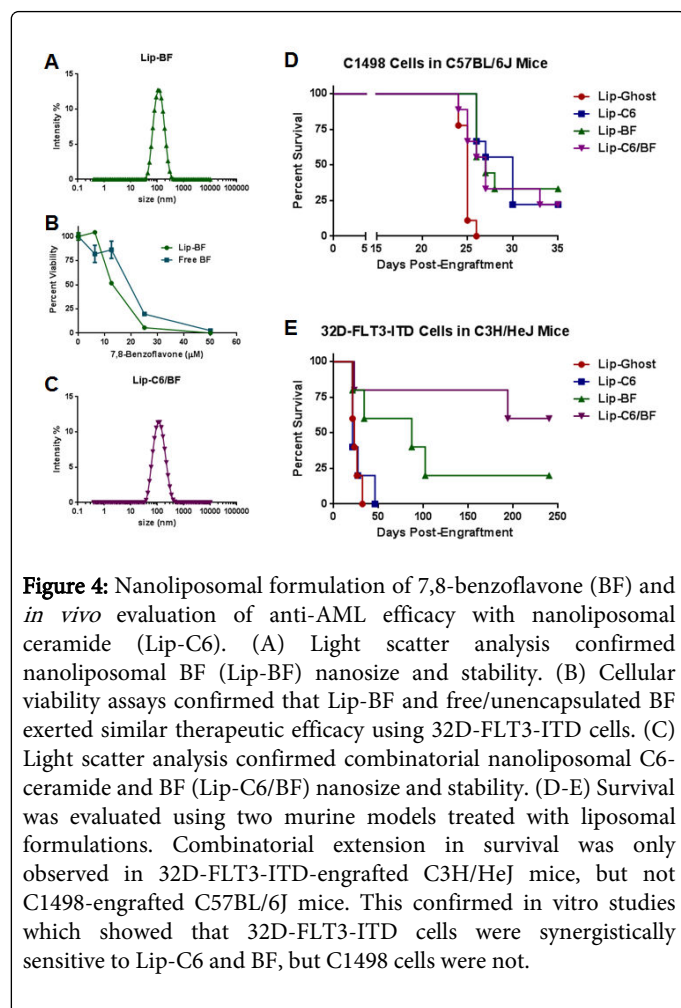 A
Lip-BF
Intensity %
15
10
5
0
0.1 1 10 100 1000 10000 100000
size (nm)
B
Percent Viability
100
75
50
25
0
0 10 20 30 40 50 60
7,8-Benzoflavone (µM)
Lip-BF
Free BF
C
Lip-C6/BF
Intensity %
15
10
5
0
0.1 1 10 100 1000 10000 100000
size (nm)
D
C1498 Cells in C57BL/6J Mice
Percent Survival
100
75
50
25
0
0 5 15 20 25 30 35
Days Post-Engraftment
Lip-Ghost
Lip-C6
Lip-BF
Lip-C6/BF
E
32D-FLT3-ITD Cells in C3H/HeJ Mice
Percent Survival
100
75
50
25
0
0 50 100 150 200 250
Days Post-Engraftment
Lip-Ghost
Lip-C6
Lip-BF
Lip-C6/BF
Figure 4: Nanoliposomal formulation of 7,8-benzoflavone (BF) and
in vivo evaluation of anti-AML efficacy with nanoliposomal
ceramide (Lip-C6). (A) Light scatter analysis confirmed
nanoliposomal BF (Lip-BF) nanosize and stability. (B) Cellular
viability assays confirmed that Lip-BF and free/unencapsulated BF
exerted similar therapeutic efficacy using 32D-FLT3-ITD cells. (C)
Light scatter analysis confirmed combinatorial nanoliposomal C6-
ceramide and BF (Lip-C6/BF) nanosize and stability. (D-E) Survival
was evaluated using two murine models treated with liposomal
formulations. Combinatorial extension in survival was only
observed in 32D-FLT3-ITD-engrafted C3H/HeJ mice, but not
C1498-engrafted C57BL/6J mice. This confirmed in vitro studies
which showed that 32D-FLT3-ITD cells were synergistically
sensitive to Lip-C6 and BF, but C1498 cells were not.